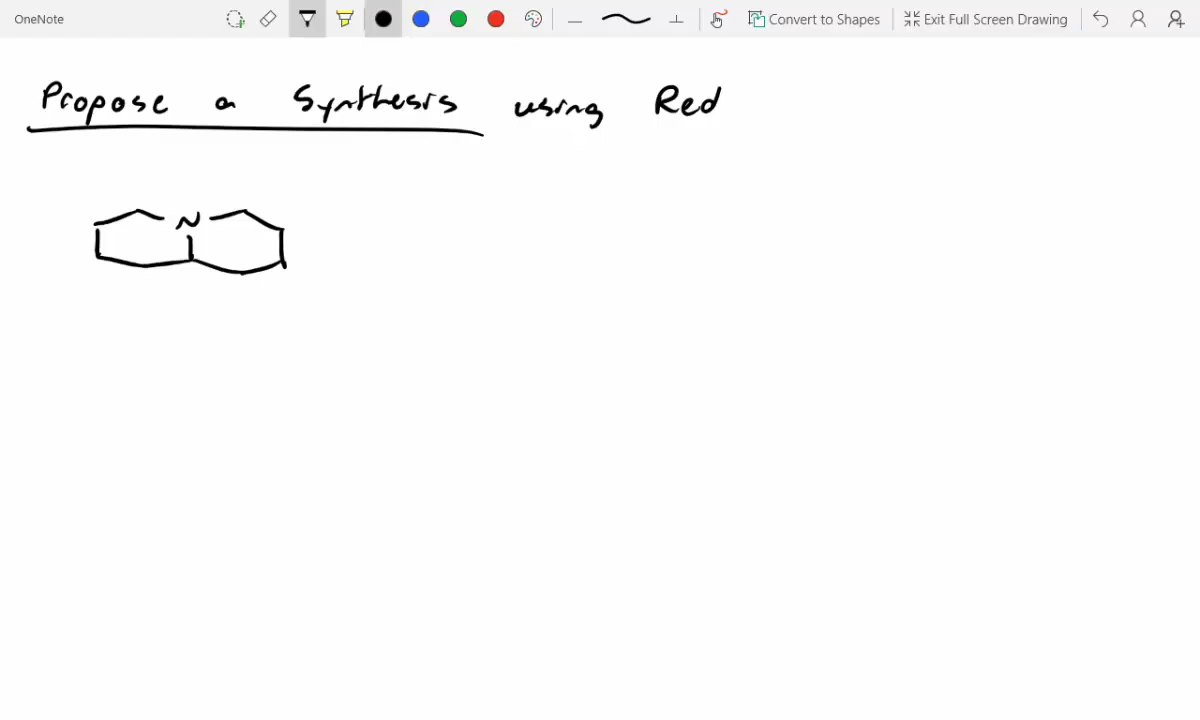 OneNote
Convert to Shapes
Exit Full Screen Drawing
Propose a Synthesis using Red
N